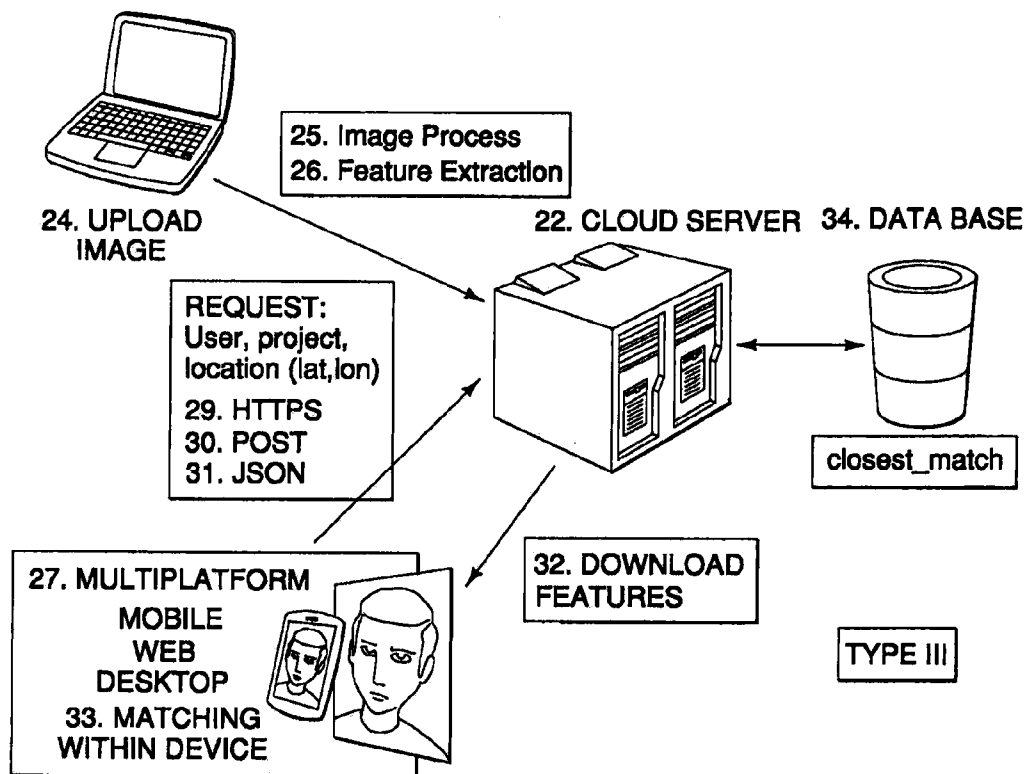 25. Image Process
26. Feature Extraction
24. UPLOAD
IMAGE
22. CLOUD SERVER
34. DATA BASE
REQUEST:
User, project,
location (lat,lon)
29. HTTPS
30. POST
31. JSON
closest_match
27. MULTIPLATFORM
MOBILE
WEB
DESKTOP
33. MATCHING
WITHIN DEVICE
32. DOWNLOAD
FEATURES
TYPE III